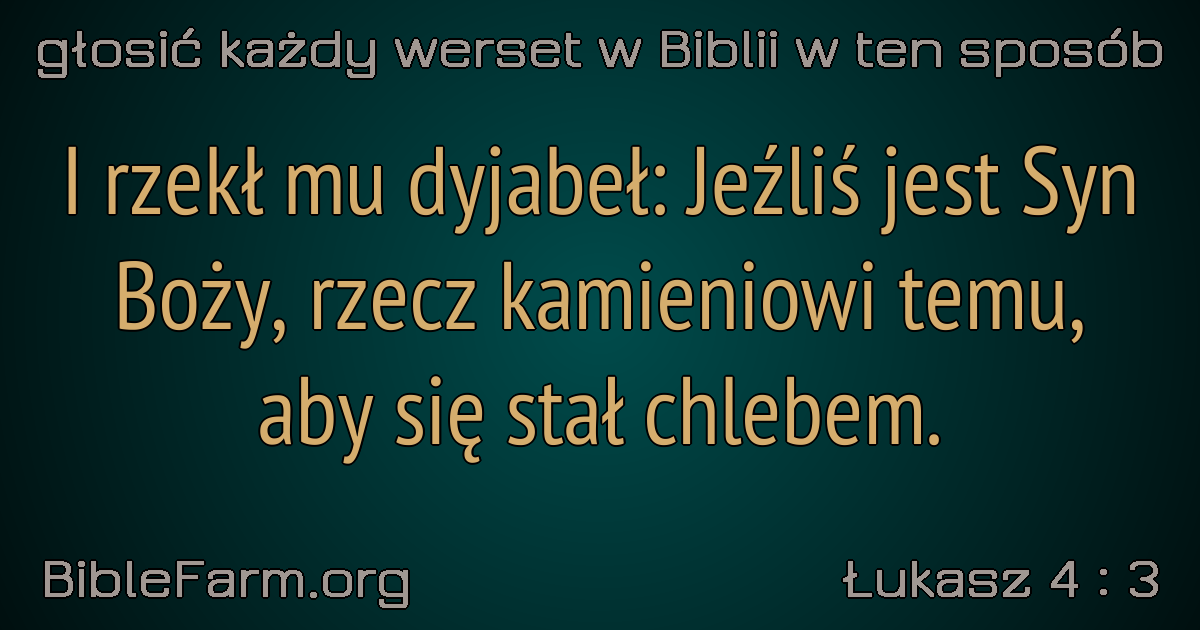 głosić każdy werset w Biblii w ten sposób
I rzekł mu dyjabeł: Jeźliś jest Syn
Boży, rzecz kamieniowi temu,
aby się stał chlebem.
BibleFarm.org
Łukasz 4 : 3